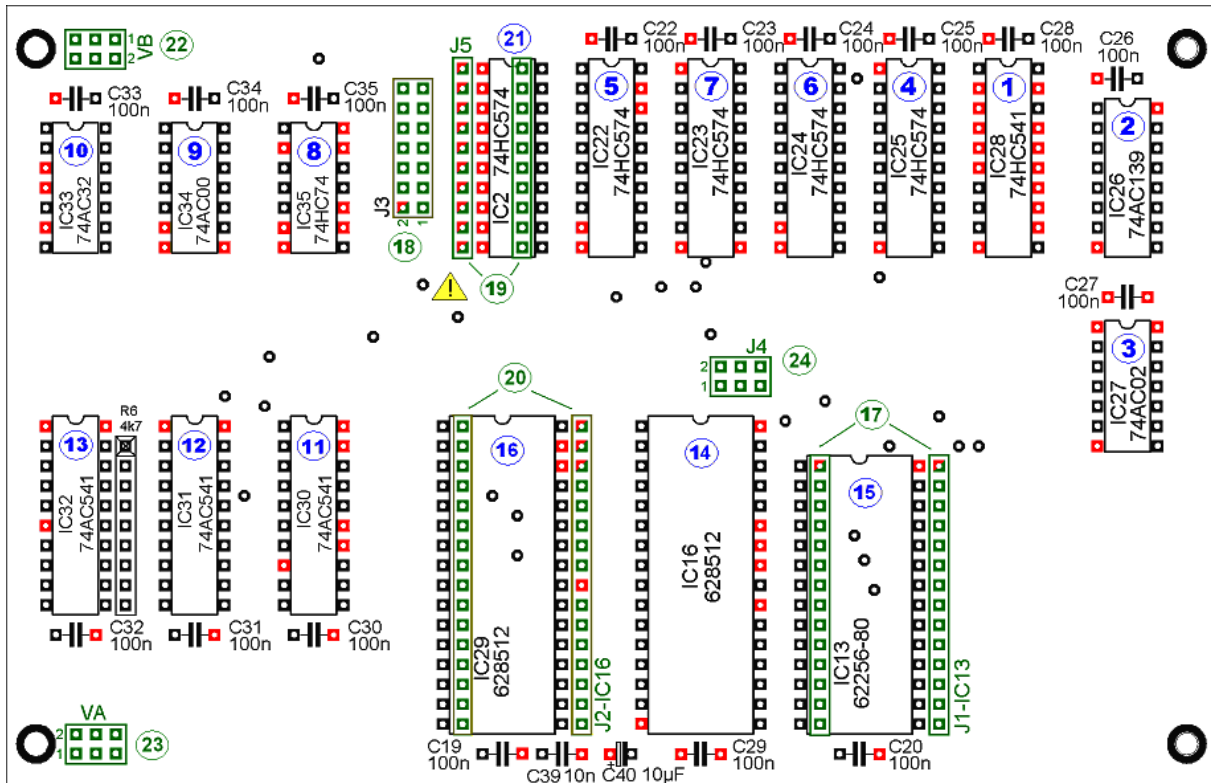 1
2
VB
22
C33
100n
C34
100n
C35
100n
J5
21
C22
100n
C23
100n
C24
100n
C25
100n
C28
100n
C26
100n
10
IC33
74AC32
9
IC34
74AC00
8
IC35
74HC74
J3
2
1
18
IC2
74HC574
19
!
5
IC22
74HC574
7
IC23
74HC574
6
IC24
74HC574
4
IC25
74HC574
1
IC28
74HC541
2
IC26
74AC139
C27
100n
3
IC27
74AC02
J4
2
1
24
20
17
R6
4k7
13
IC32
74AC541
12
IC31
74AC541
11
IC30
74AC541
16
IC29
628512
J2-IC16
14
IC16
628512
15
IC13
62256-80
J1-IC13
C32
100n
C31
100n
C30
100n
VA
2
1
23
C19
100n
C39 10n
C40 10µF
+
C29
100n
C20
100n